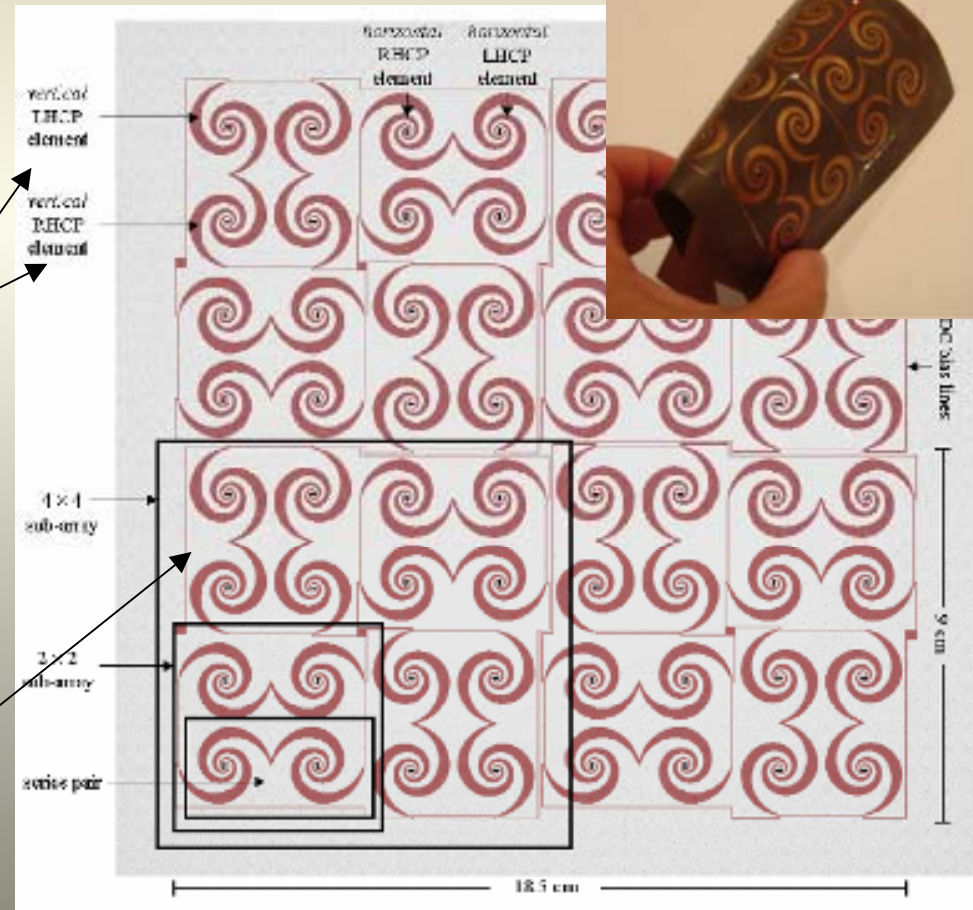 horizontal
RHCP
element
horizontal
LHCP
element
vertical
LHCP
element
vertical
RHCP
element
DC bias lines
4 × 4
sub-array
2 × 2
sub-array
series pair
9 cm
18.5 cm